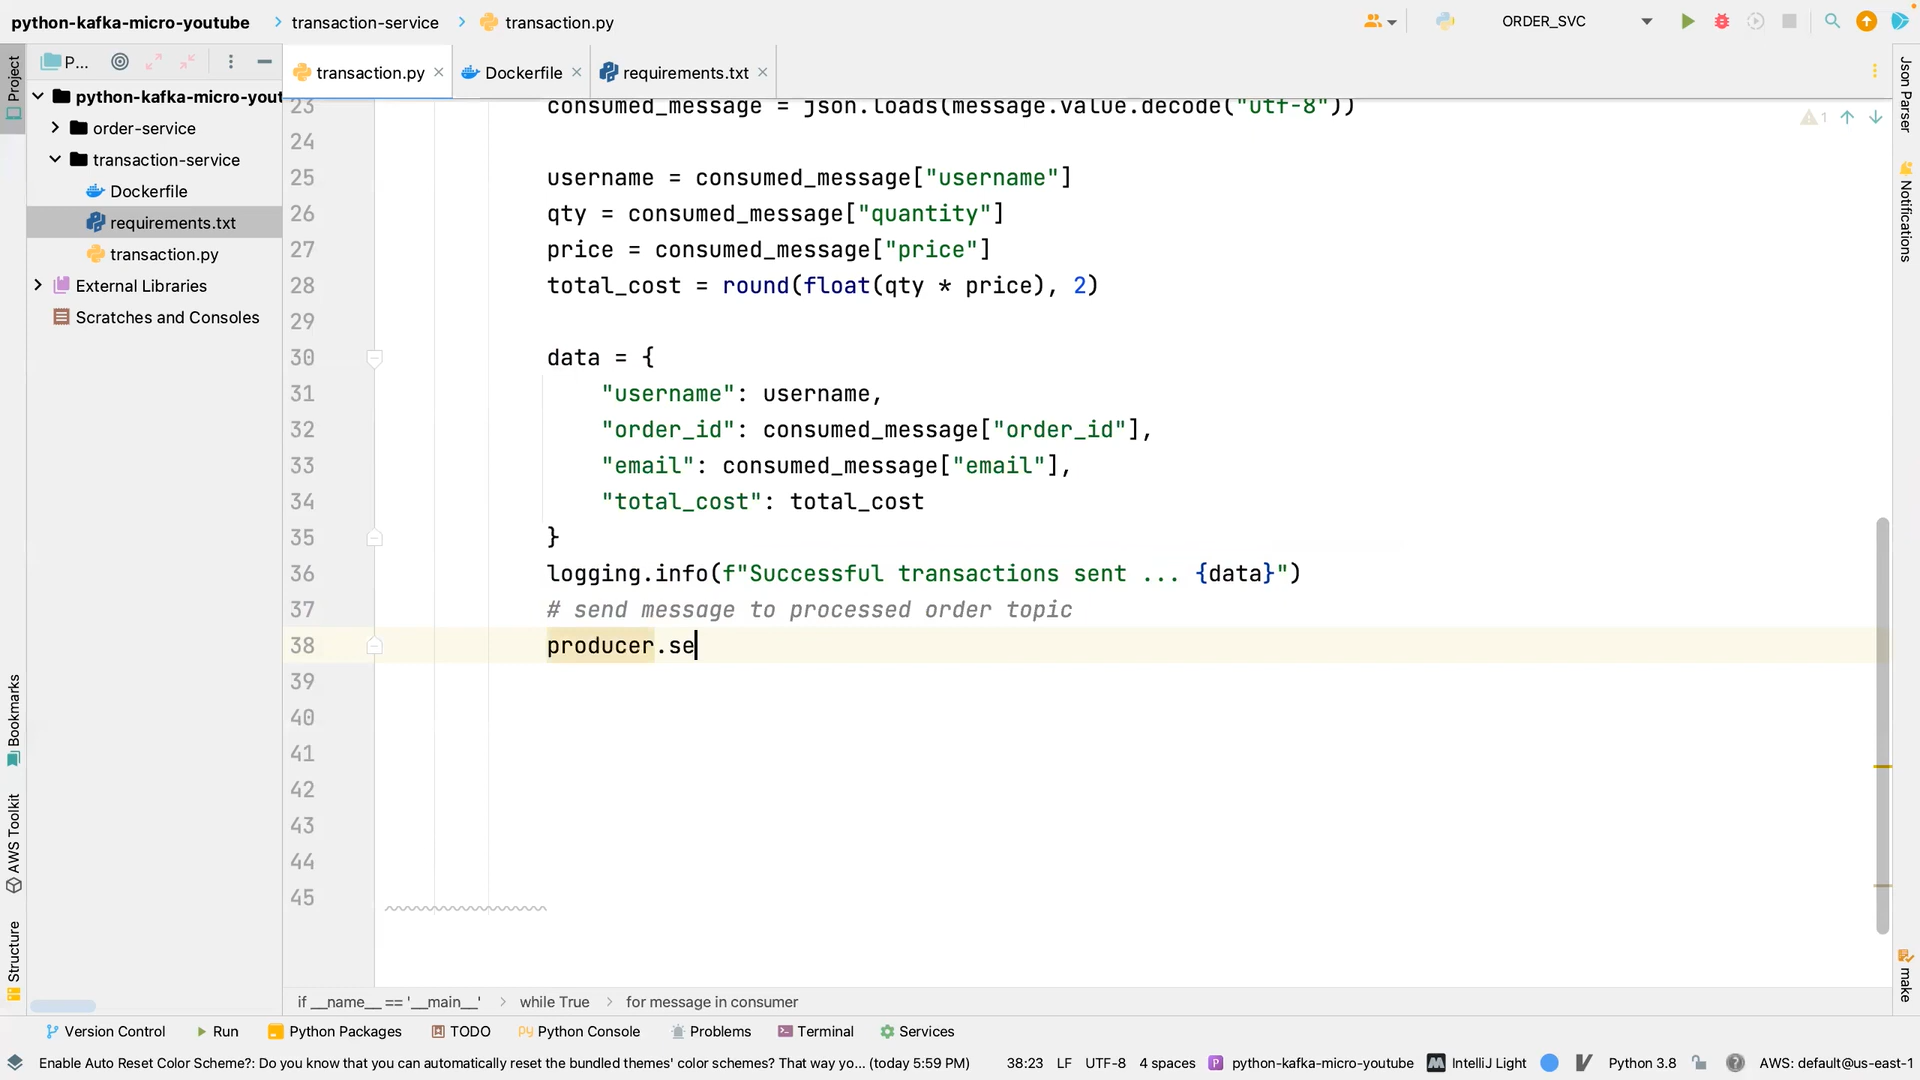 python-kafka-micro-youtube transaction-service transaction.py ORDER_SVC
P... transaction.py Dockerfile requirements.txt
Project
python-kafka-micro-yout
order-service
transaction-service
Dockerfile
requirements.txt
transaction.py
External Libraries
Scratches and Consoles
23 consumed_message = json.loads(message.value.decode("utf-8"))
24
25 username = consumed_message["username"]
26 qty = consumed_message["quantity"]
27 price = consumed_message["price"]
28 total_cost = round(float(qty * price), 2)
29
30 data = {
31 "username": username,
32 "order_id": consumed_message["order_id"],
33 "email": consumed_message["email"],
34 "total_cost": total_cost
35 }
36 logging.info(f"Successful transactions sent ... {data}")
37 # send message to processed order topic
38 producer.se
39
40
41
42
43
44
45
1
Json Parser
Notifications
make
Bookmarks
AWS Toolkit
Structure
if __name__ == '__main__' while True for message in consumer
Version Control Run Python Packages TODO Python Console Problems Terminal Services
Enable Auto Reset Color Scheme?: Do you know that you can automatically reset the bundled themes' color schemes? That way yo... (today 5:59 PM) 38:23 LF UTF-8 4 spaces python-kafka-micro-youtube IntelliJ Light Python 3.8 AWS: default@us-east-1